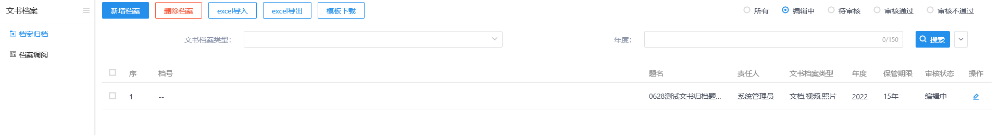 文书档案
档案归档
档案调阅
新增档案 删除档案 excel导入 excel导出 模板下载 所有 编辑中 待审核 审核通过 审核不通过
文书档案类型： 年度： 0/150 搜索
序 档号 题名 责任人 文书档案类型 年度 保管期限 审核状态 操作
1 -- 0628测试文书归档题... 系统管理员 文档,视频,照片 2022 15年 编辑中